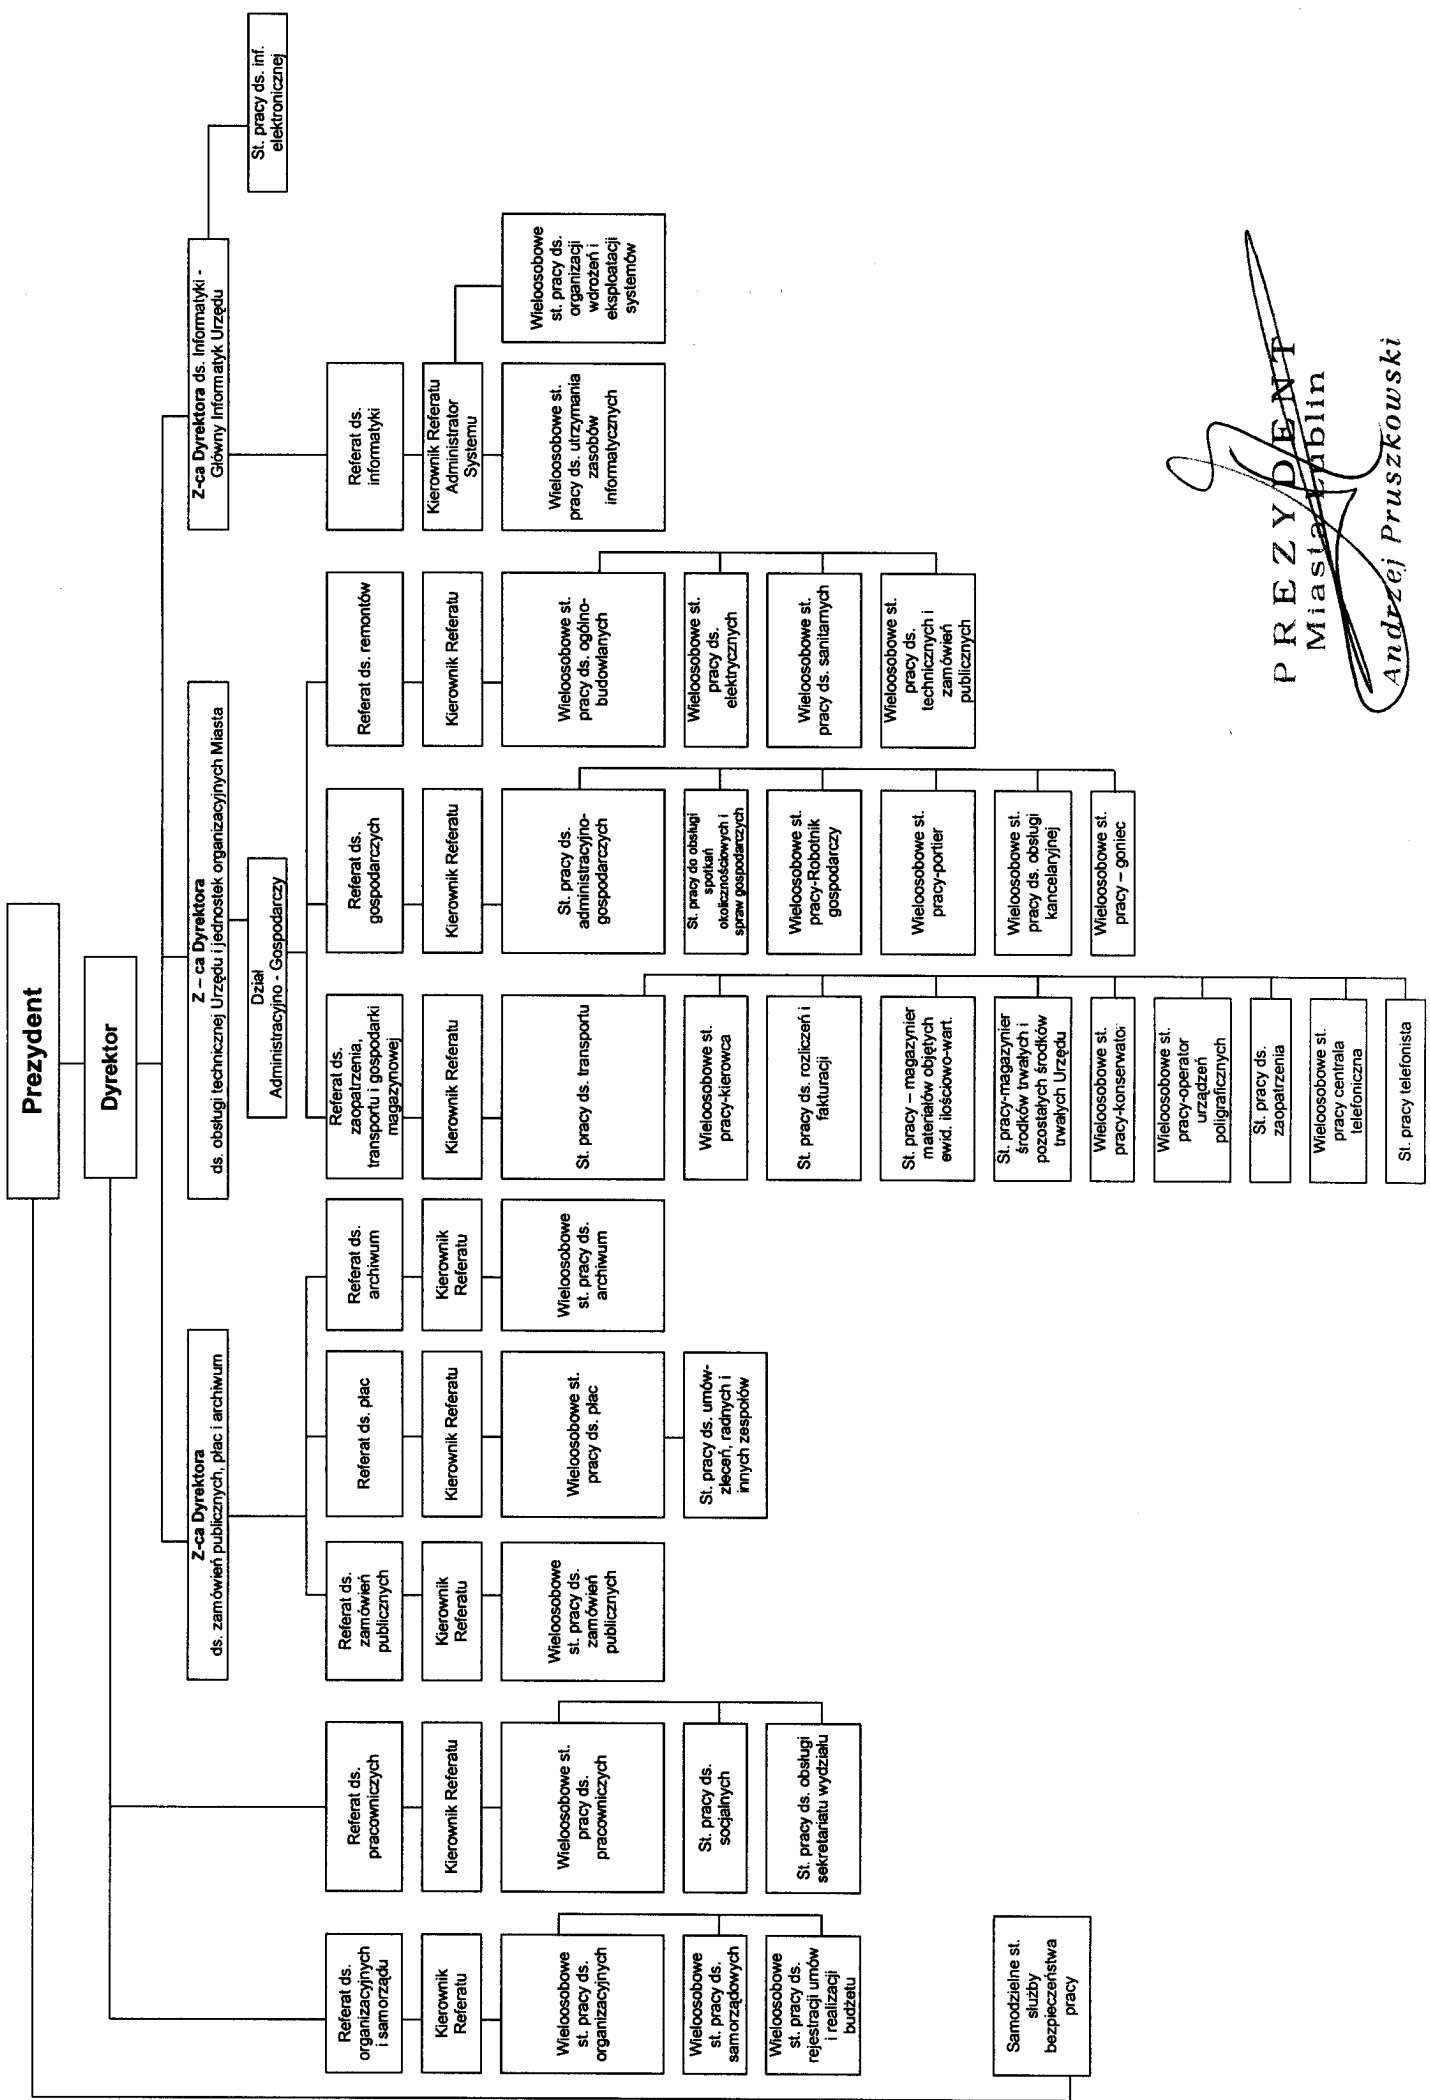 Prezydent
Dyrektor
Z-ca Dyrektora
ds. zamówień publicznych, płac i archiwum
Z – ca Dyrektora
ds. obsługi technicznej Urzędu i jednostek organizacyjnych Miasta
Z-ca Dyrektora ds. Informatyki -
Główny Informatyk Urzędu
St. pracy ds. inf.
elektronicznej
Dział
Administracyjno - Gospodarczy
Referat ds.
organizacyjnych
i samorządu
Kierownik
Referatu
Wieloosobowe
st. pracy ds.
organizacyjnych
Wieloosobowe
st. pracy ds.
samorządowych
Wieloosobowe
st. pracy ds.
rejestracji umów
i realizacji
budżetu
Samodzielne st.
służby
bezpieczeństwa
pracy
Referat ds.
pracowniczych
Kierownik Referatu
Wieloosobowe st.
pracy ds.
pracowniczych
St. pracy ds.
socjalnych
St. pracy ds. obsługi
sekretariatu wydziału
Referat ds.
zamówień
publicznych
Kierownik
Referatu
Wieloosobowe
st. pracy ds.
zamówień
publicznych
Referat ds. płac
Kierownik Referatu
Wieloosobowe st.
pracy ds. płac
St. pracy ds. umów-
zleceń, radnych i
innych zespołów
Referat ds.
archiwum
Kierownik
Referatu
Wieloosobowe
st. pracy ds.
archiwum
Referat ds.
zaopatrzenia,
transportu i gospodarki
magazynowej
Kierownik Referatu
St. pracy ds. transportu
Wieloosobowe st.
pracy-kierowca
St. pracy ds. rozliczeń i
fakturacji
St. pracy – magazynier
materiałów objętych
ewid. ilościowo-wart.
St. pracy-magazynier
środków trwałych i
pozostałych środków
trwałych Urzędu
Wieloosobowe st.
pracy-konserwator
Wieloosobowe st.
pracy-operator
urządzeń
poligraficznych
St. pracy ds.
zaopatrzenia
Wieloosobowe st.
pracy centrala
telefoniczna
St. pracy telefonista
Referat ds.
gospodarczych
Kierownik Referatu
St. pracy ds.
administracyjno-
gospodarczych
St. pracy do obsługi
spotkań
okolicznościowych i
spraw gospodarczych
Wieloosobowe st.
pracy-Robotnik
gospodarczy
Wieloosobowe st.
pracy-portier
Wieloosobowe st.
pracy ds. obsługi
kancelaryjnej
Wieloosobowe st.
pracy – goniec
Referat ds. remontów
Kierownik Referatu
Wieloosobowe st.
pracy ds. ogólno-
budowlanych
Wieloosobowe st.
pracy ds.
elektrycznych
Wieloosobowe st.
pracy ds. sanitarnych
Wieloosobowe st.
pracy ds.
technicznych i
zamówień
publicznych
Referat ds.
informatyki
Kierownik Referatu
Administrator
Systemu
Wieloosobowe st.
pracy ds. utrzymania
zasobów
informatycznych
Wieloosobowe
st. pracy ds.
organizacji
wdrożeń i
eksploatacji
systemów
PREZYDENT
Miasta Lublin
Andrzej Pruszkowski